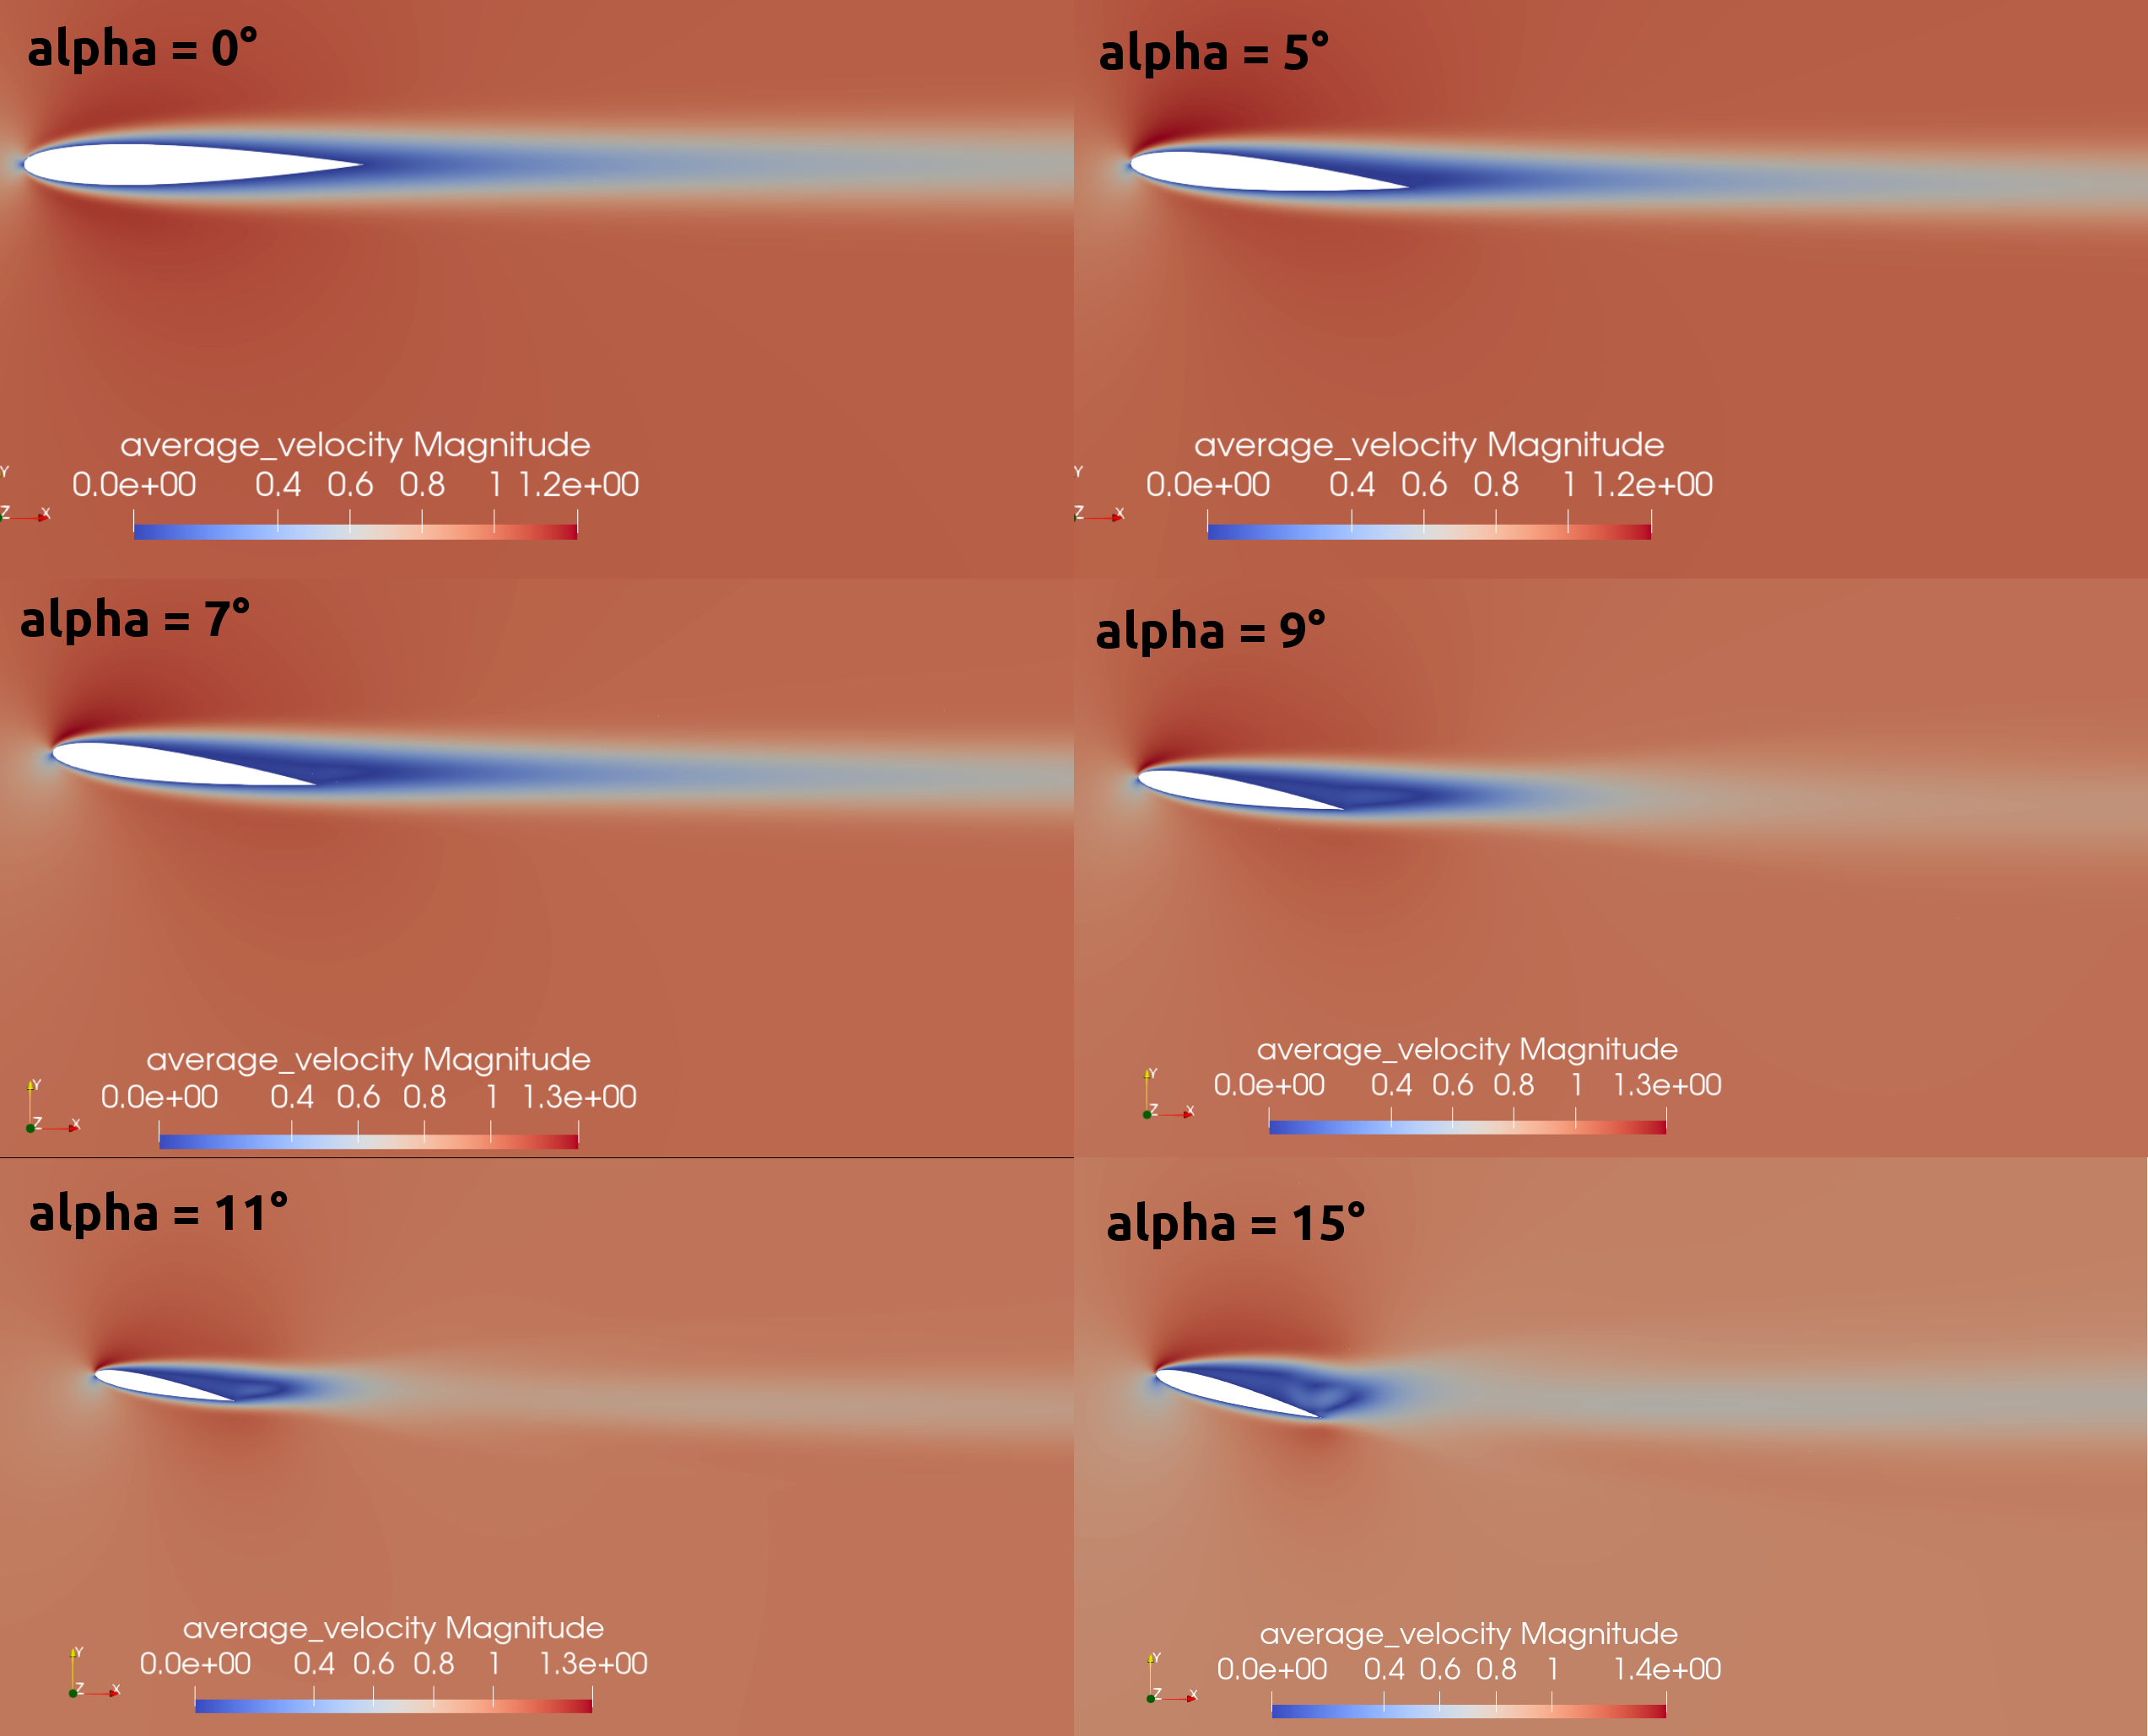 alpha = 0°
average_velocity Magnitude
0.0e+00 0.4 0.6 0.8 1 1.2e+00
Y
Z X
alpha = 5°
average_velocity Magnitude
0.0e+00 0.4 0.6 0.8 1 1.2e+00
Y
Z X
alpha = 7°
average_velocity Magnitude
0.0e+00 0.4 0.6 0.8 1 1.3e+00
Y
Z X
alpha = 9°
average_velocity Magnitude
0.0e+00 0.4 0.6 0.8 1 1.3e+00
Y
Z X
alpha = 11°
average_velocity Magnitude
0.0e+00 0.4 0.6 0.8 1 1.3e+00
Y
Z X
alpha = 15°
average_velocity Magnitude
0.0e+00 0.4 0.6 0.8 1 1.4e+00
Y
Z X